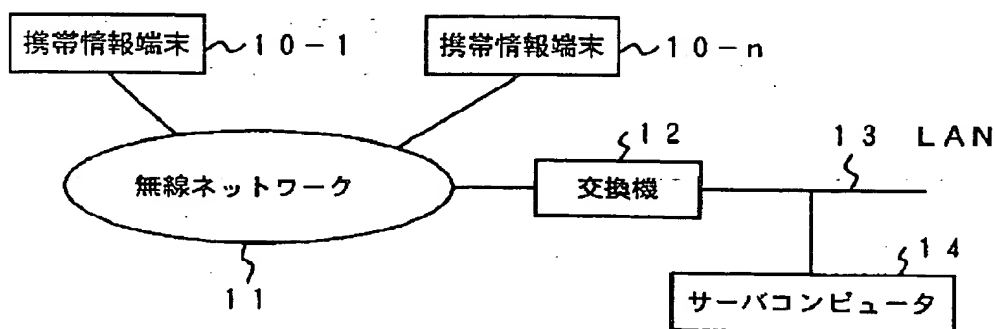 携帯情報端末 10-1
携帯情報端末 10-n
12
13 LAN
無線ネットワーク
交換機
14
11
サーバコンピュータ